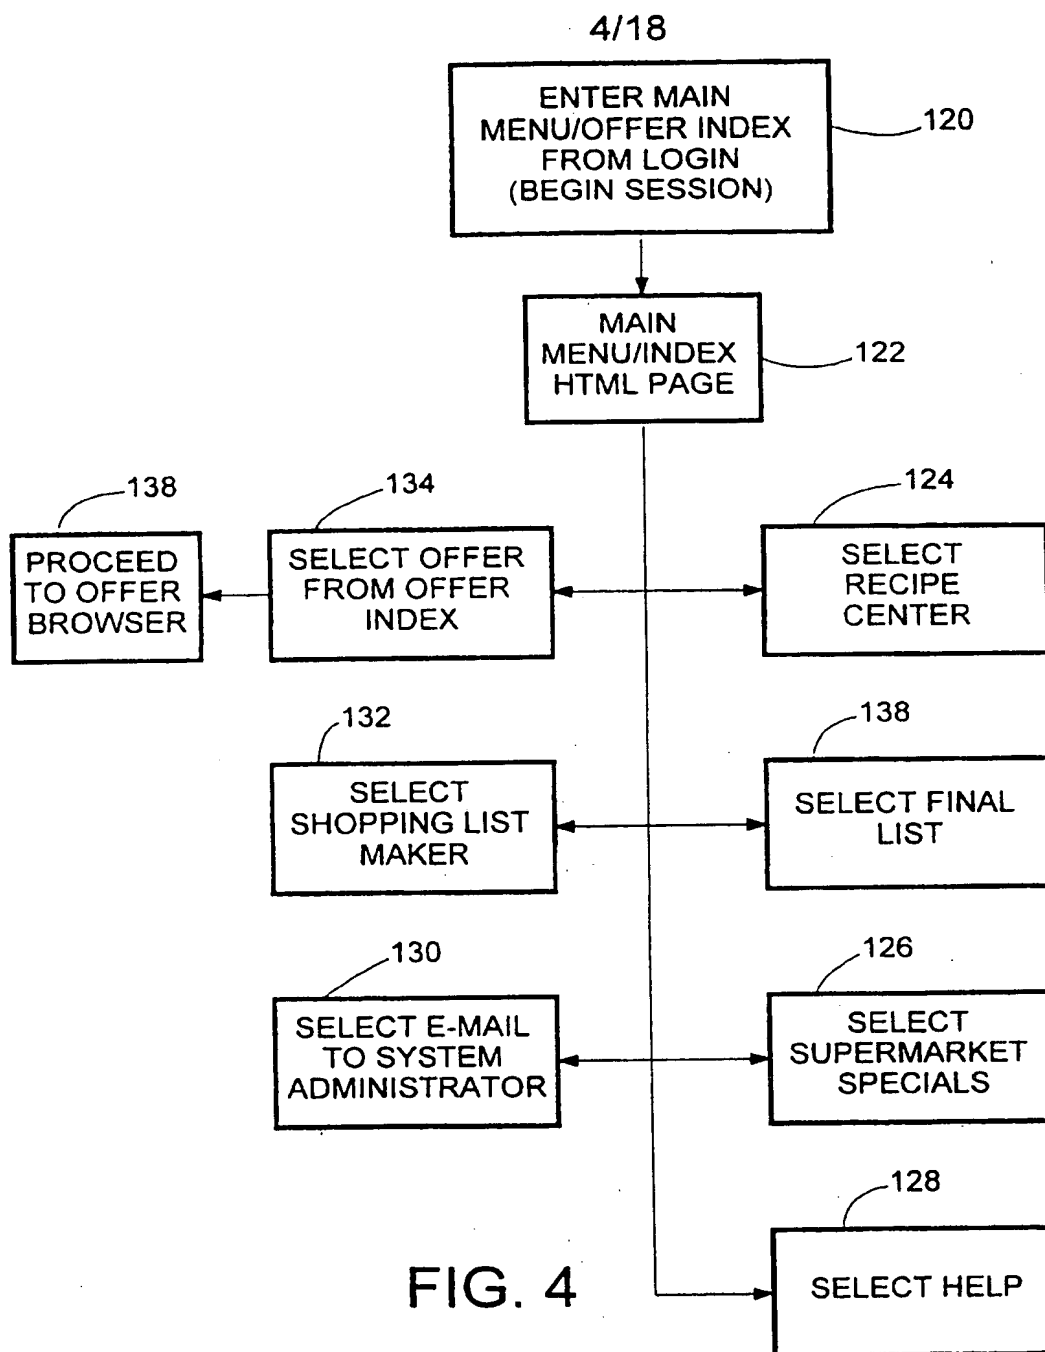 4/18
ENTER MAIN
MENU/OFFER INDEX
FROM LOGIN
(BEGIN SESSION)
120
MAIN
MENU/INDEX
HTML PAGE
122
138
PROCEED
TO OFFER
BROWSER
134
SELECT OFFER
FROM OFFER
INDEX
124
SELECT
RECIPE
CENTER
132
SELECT
SHOPPING LIST
MAKER
138
SELECT FINAL
LIST
130
SELECT E-MAIL
TO SYSTEM
ADMINISTRATOR
126
SELECT
SUPERMARKET
SPECIALS
128
SELECT HELP
FIG. 4